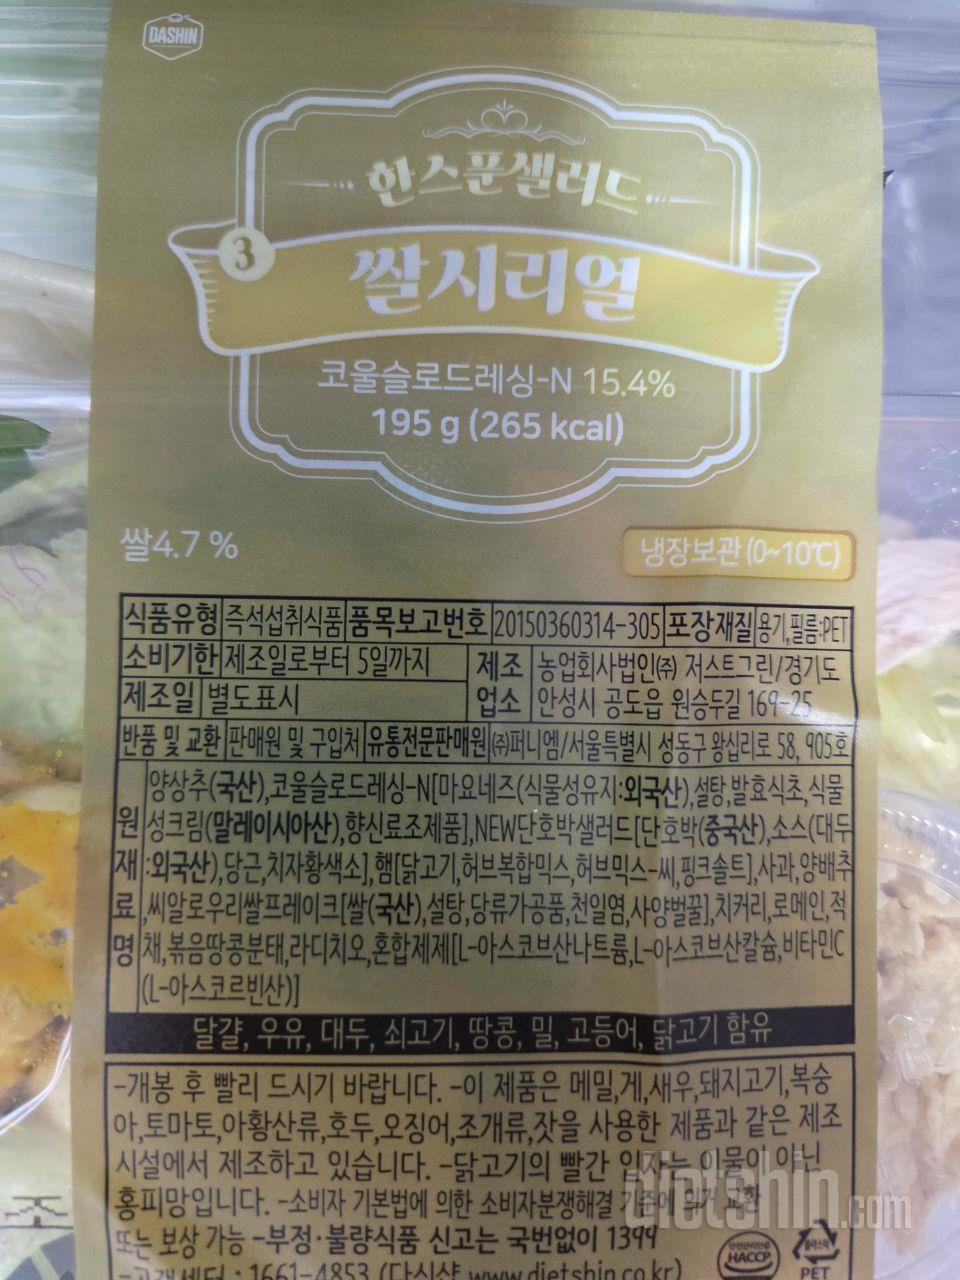 DASHIN
한스푼샐러드
3
쌀시리얼
코울슬로드레싱-N 15.4%
195 g (265 kcal)
쌀4.7 %
냉장보관 (0~10℃)
식품유형 즉석섭취식품 품목보고번호 20150360314-305 포장재질 용기,필름:PET
소비기한 제조일로부터 5일까지
제조일 별도표시
제조업소 농업회사법인㈜ 저스트그린/경기도
안성시 공도읍 원승두길 169-25
반품 및 교환 판매원 및 구입처 유통전문판매원 ㈜퍼니엠/서울특별시 성동구 왕십리로 58, 905호
원재료명
양상추(국산),코울슬로드레싱-N[마요네즈(식물성유지:외국산),설탕,발효식초,식물
성크림(말레이시아산),향신료조제품],NEW단호박샐러드[단호박(중국산),소스(대두
:외국산),당근,치자황색소],햄[닭고기,허브복합믹스,허브믹스-씨,핑크솔트],사과,양배추
,씨알로우리쌀프레이크[쌀(국산),설탕,당류가공품,천일염,사양벌꿀],치커리,로메인,적
채,볶음땅콩분태,라디치오,혼합제제[L-아스코브산나트륨,L-아스코브산칼슘,비타민C
(L-아스코르빈산)]
달걀, 우유, 대두, 쇠고기, 땅콩, 밀, 고등어, 닭고기 함유
-개봉 후 빨리 드시기 바랍니다. -이 제품은 메밀,게,새우,돼지고기,복숭
아,토마토,아황산류,호두,오징어,조개류,잣을 사용한 제품과 같은 제조
시설에서 제조하고 있습니다. -닭고기의 빨간 입자는 이물이 아닌
홍피망입니다. -소비자 기본법에 의한 소비자분쟁해결 기준에 의거 교환
또는 보상 가능 -부정·불량식품 신고는 국번없이 1399
-고객센터 : 1661-4853 (다신샵 www.dietshin.co.kr)
조
HACCP
PET
dietshin.com